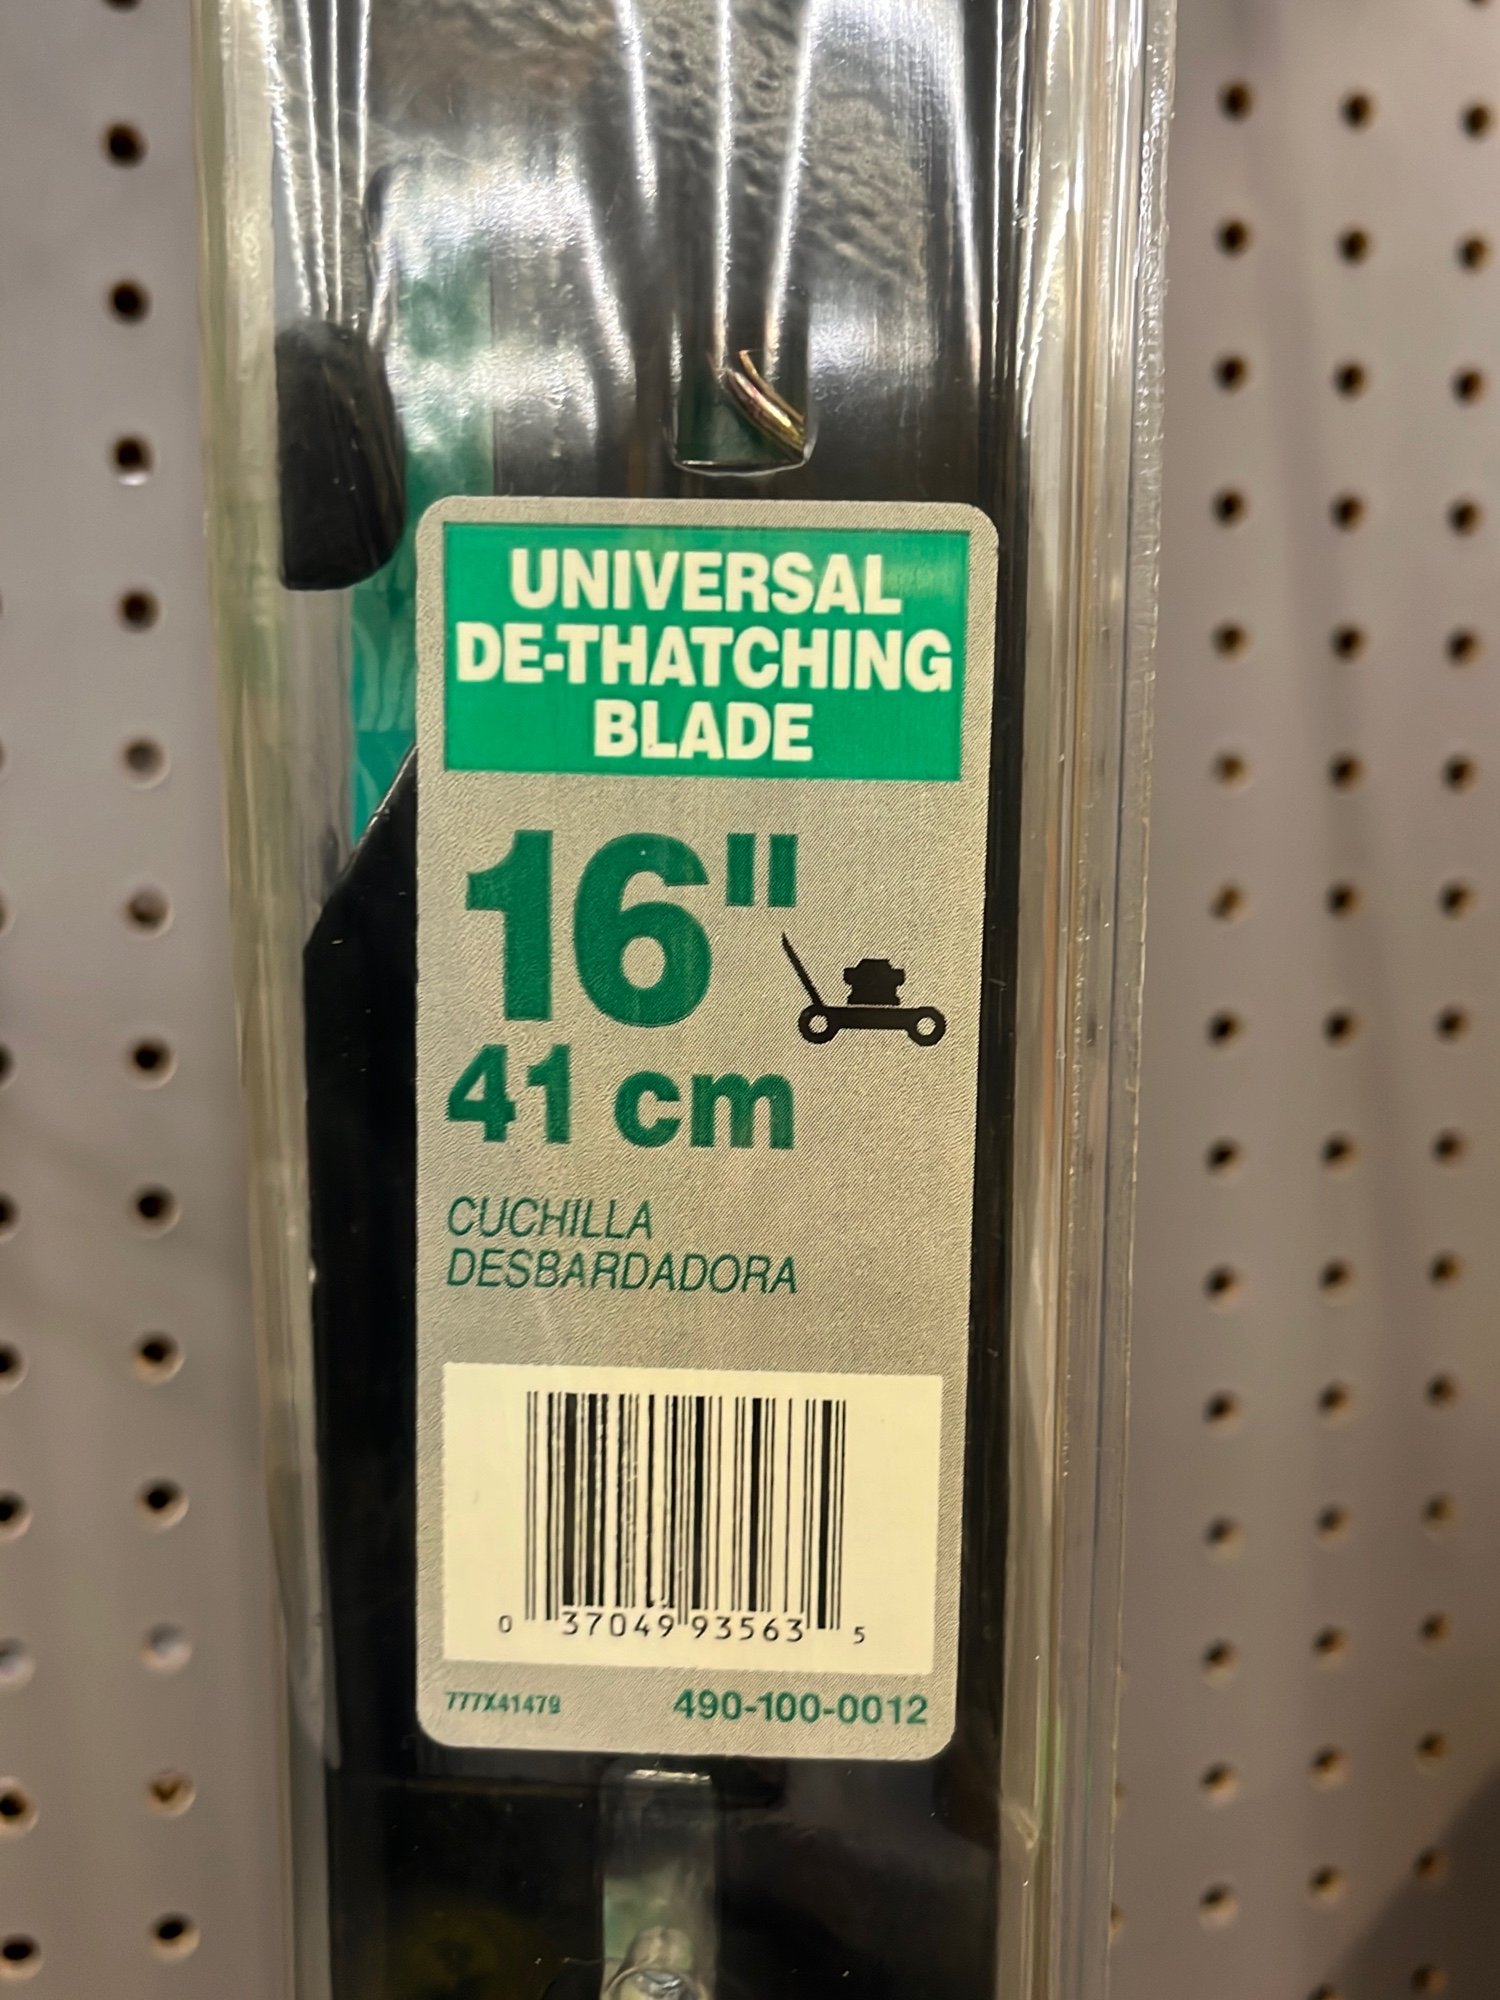 UNIVERSAL
DE-THATCHING
BLADE
16"
41 cm
CUCHILLA
DESBARDADORA
0 37049 93563 5
777X41479 490-100-0012